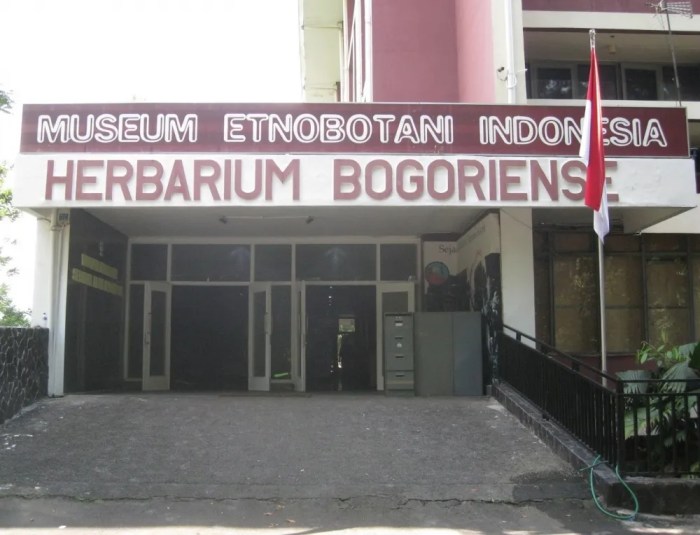 MUSEUM ETNOBOTANI INDONESIA
HERBARIUM BOGORIENSE